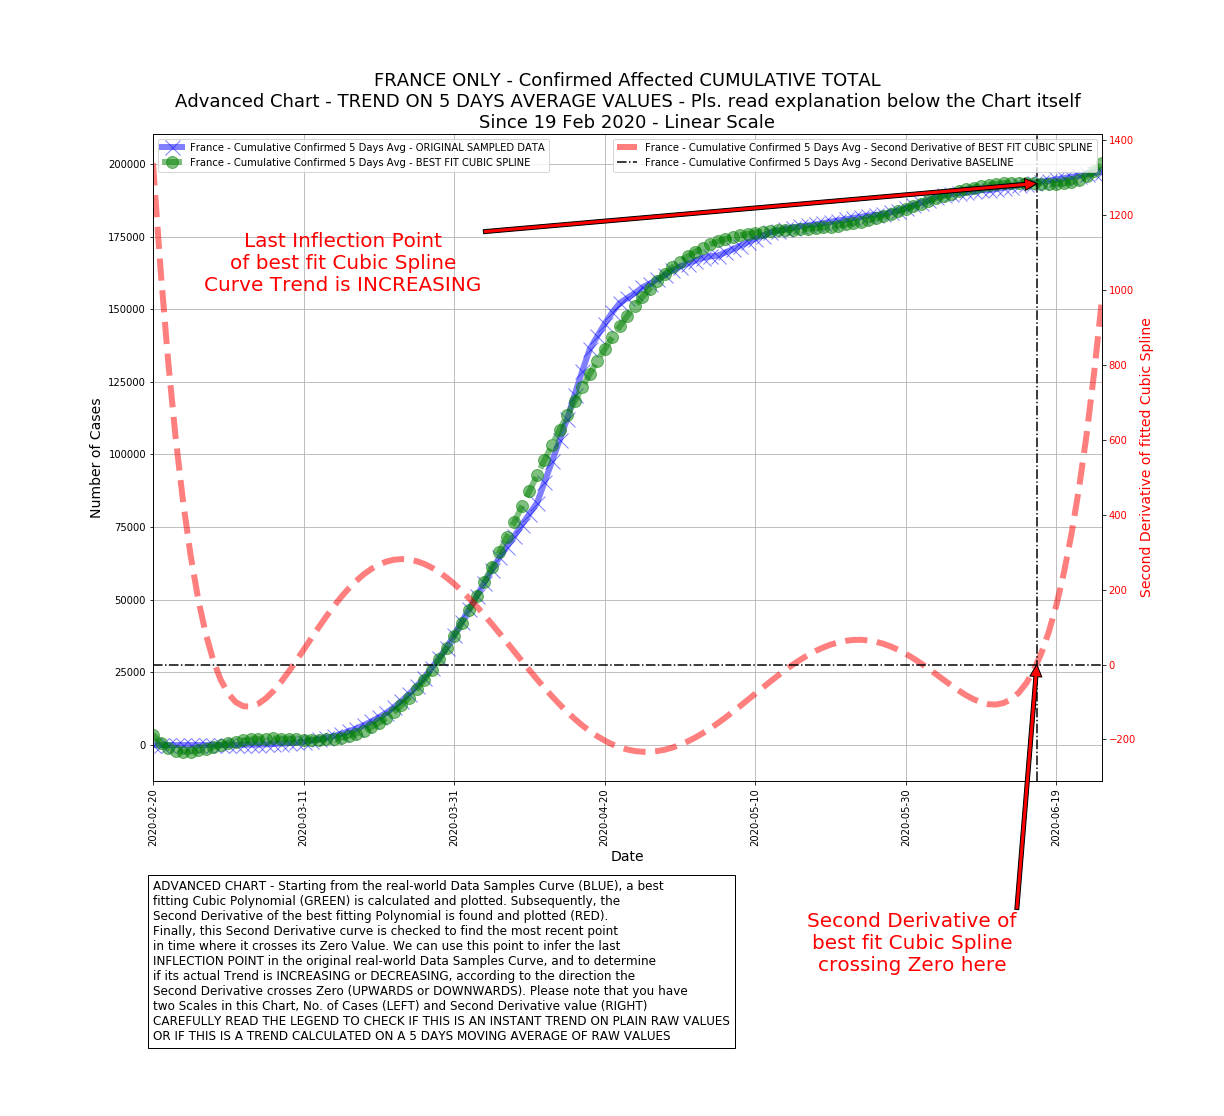 FRANCE ONLY - Confirmed Affected CUMULATIVE TOTAL
Advanced Chart - TREND ON 5 DAYS AVERAGE VALUES - Pls. read explanation below the Chart itself
Since 19 Feb 2020 - Linear Scale
France - Cumulative Confirmed 5 Days Avg - ORIGINAL SAMPLED DATA
France - Cumulative Confirmed 5 Days Avg - BEST FIT CUBIC SPLINE
France - Cumulative Confirmed 5 Days Avg - Second Derivative of BEST FIT CUBIC SPLINE
France - Cumulative Confirmed 5 Days Avg - Second Derivative BASELINE
Last Inflection Point
of best fit Cubic Spline
Curve Trend is INCREASING
Number of Cases
200000
175000
150000
125000
100000
75000
50000
25000
0
1400
1200
1000
800
600
400
200
0
−200
Second Derivative of fitted Cubic Spline
2020-02-20
2020-03-11
2020-03-31
2020-04-20
2020-05-10
2020-05-30
2020-06-19
Date
ADVANCED CHART - Starting from the real-world Data Samples Curve (BLUE), a best
fitting Cubic Polynomial (GREEN) is calculated and plotted. Subsequently, the
Second Derivative of the best fitting Polynomial is found and plotted (RED).
Finally, this Second Derivative curve is checked to find the most recent point
in time where it crosses its Zero Value. We can use this point to infer the last
INFLECTION POINT in the original real-world Data Samples Curve, and to determine
if its actual Trend is INCREASING or DECREASING, according to the direction the
Second Derivative crosses Zero (UPWARDS or DOWNWARDS). Please note that you have
two Scales in this Chart, No. of Cases (LEFT) and Second Derivative value (RIGHT)
CAREFULLY READ THE LEGEND TO CHECK IF THIS IS AN INSTANT TREND ON PLAIN RAW VALUES
OR IF THIS IS A TREND CALCULATED ON A 5 DAYS MOVING AVERAGE OF RAW VALUES
Second Derivative of
best fit Cubic Spline
crossing Zero here